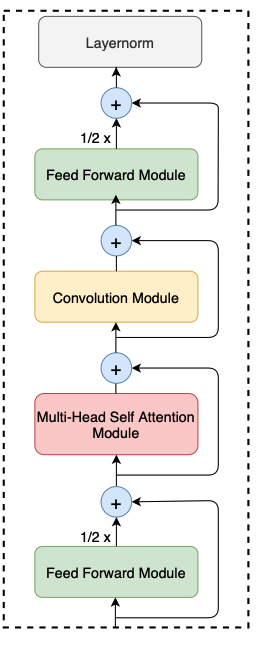 Layernorm
+
1/2 x
Feed Forward Module
+
Convolution Module
+
Multi-Head Self Attention
Module
+
1/2 x
Feed Forward Module